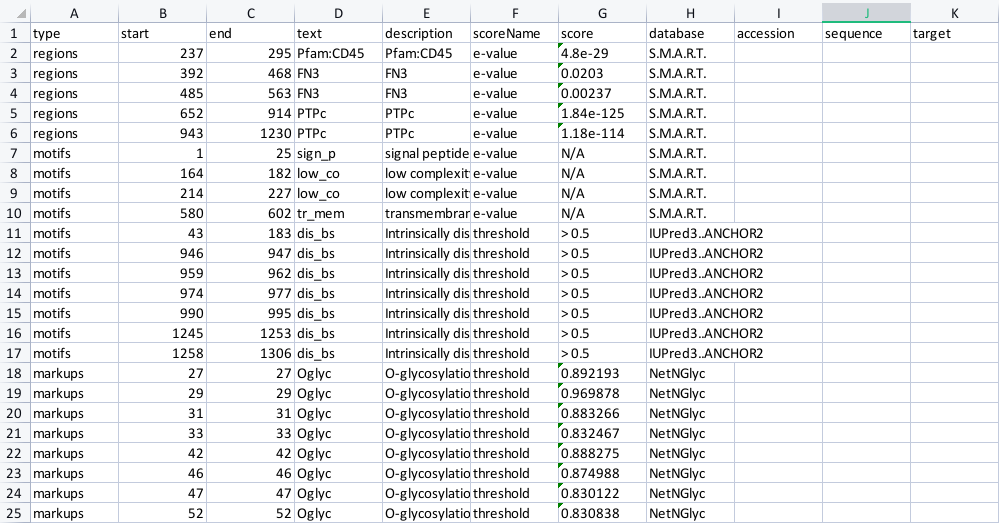 A B C D E F G H I J K
1 type start end text description scoreName score database accession sequence target
2 regions 237 295 Pfam:CD45 Pfam:CD45 e-value 4.8e-29 S.M.A.R.T.
3 regions 392 468 FN3 FN3 e-value 0.0203 S.M.A.R.T.
4 regions 485 563 FN3 FN3 e-value 0.00237 S.M.A.R.T.
5 regions 652 914 PTPc PTPc e-value 1.84e-125 S.M.A.R.T.
6 regions 943 1230 PTPc PTPc e-value 1.18e-114 S.M.A.R.T.
7 motifs 1 25 sign_p signal peptide e-value N/A S.M.A.R.T.
8 motifs 164 182 low_co low complexit e-value N/A S.M.A.R.T.
9 motifs 214 227 low_co low complexit e-value N/A S.M.A.R.T.
10 motifs 580 602 tr_mem transmembrar e-value N/A S.M.A.R.T.
11 motifs 43 183 dis_bs Intrinsically dis threshold >0.5 IUPred3..ANCHOR2
12 motifs 946 947 dis_bs Intrinsically dis threshold >0.5 IUPred3..ANCHOR2
13 motifs 959 962 dis_bs Intrinsically dis threshold >0.5 IUPred3..ANCHOR2
14 motifs 974 977 dis_bs Intrinsically dis threshold >0.5 IUPred3..ANCHOR2
15 motifs 990 995 dis_bs Intrinsically dis threshold >0.5 IUPred3..ANCHOR2
16 motifs 1245 1253 dis_bs Intrinsically dis threshold >0.5 IUPred3..ANCHOR2
17 motifs 1258 1306 dis_bs Intrinsically dis threshold >0.5 IUPred3..ANCHOR2
18 markups 27 27 Oglyc O-glycosylatio threshold 0.892193 NetNGlyc
19 markups 29 29 Oglyc O-glycosylatio threshold 0.969878 NetNGlyc
20 markups 31 31 Oglyc O-glycosylatio threshold 0.883266 NetNGlyc
21 markups 33 33 Oglyc O-glycosylatio threshold 0.832467 NetNGlyc
22 markups 42 42 Oglyc O-glycosylatio threshold 0.888275 NetNGlyc
23 markups 46 46 Oglyc O-glycosylatio threshold 0.874988 NetNGlyc
24 markups 47 47 Oglyc O-glycosylatio threshold 0.830122 NetNGlyc
25 markups 52 52 Oglyc O-glycosylatio threshold 0.830838 NetNGlyc